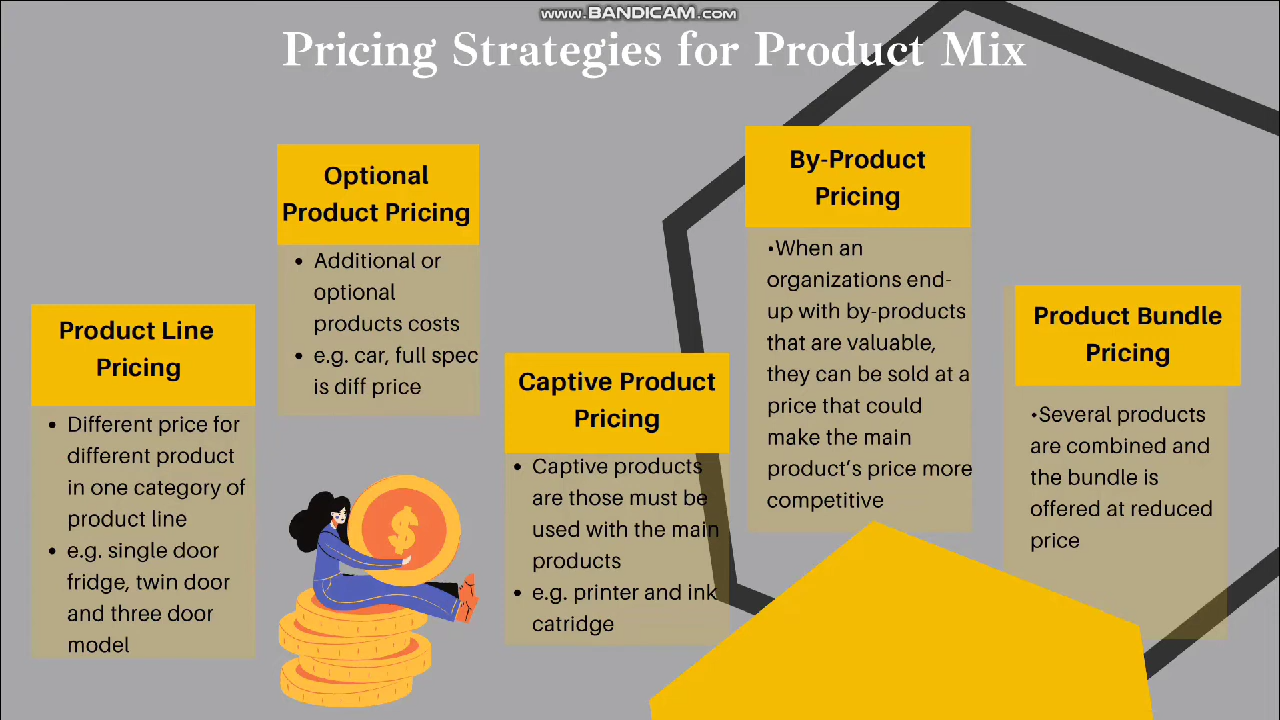 www.BANDICAM.com
Pricing Strategies for Product Mix
Product Line
Pricing
• Different price for
different product
in one category of
product line
• e.g. single door
fridge, twin door
and three door
model
Optional
Product Pricing
• Additional or
optional
products costs
• e.g. car, full spec
is diff price
$
Captive Product
Pricing
• Captive products
are those must be
used with the main
products
• e.g. printer and ink
catridge
By-Product
Pricing
•When an
organizations end-
up with by-products
that are valuable,
they can be sold at a
price that could
make the main
product’s price more
competitive
Product Bundle
Pricing
•Several products
are combined and
the bundle is
offered at reduced
price